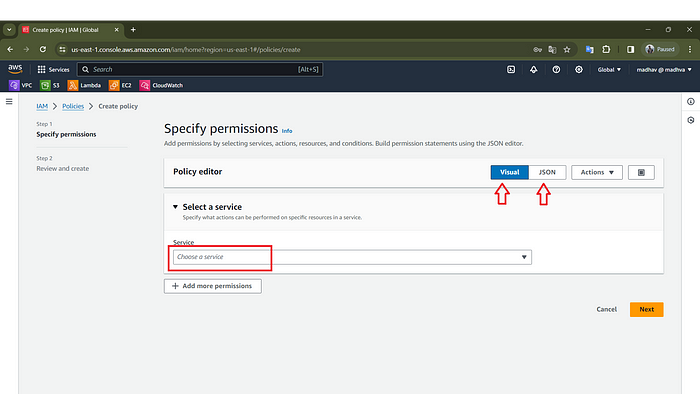 Create policy | IAM | Global
us-east-1.console.aws.amazon.com/iam/home?region=us-east-1#/policies/create
Paused
aws
Services
Search
[Alt+S]
Global
madhav @ madhva
VPC
S3
Lambda
EC2
CloudWatch
IAM
Policies
Create policy
Step 1
Specify permissions
Step 2
Review and create
Specify permissions Info
Add permissions by selecting services, actions, resources, and conditions. Build permission statements using the JSON editor.
Policy editor
Visual
JSON
Actions
Select a service
Specify what actions can be performed on specific resources in a service.
Service
Choose a service
Add more permissions
Cancel
Next